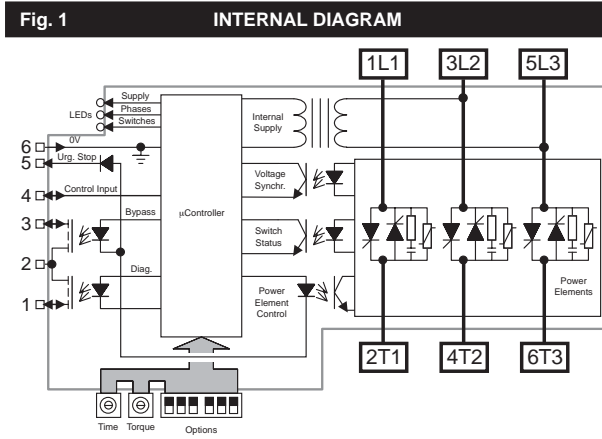 Fig. 1 INTERNAL DIAGRAM
1L1 3L2 5L3
Supply
Phases
LEDs
Switches
Internal
Supply
6 0V
5 Urg. Stop
Voltage
Synchr.
4 Control Input
3 Bypass
µController
Switch
Status
2
Diag.
1
Power
Element
Control
Power
Elements
2T1 4T2 6T3
Time Torque Options